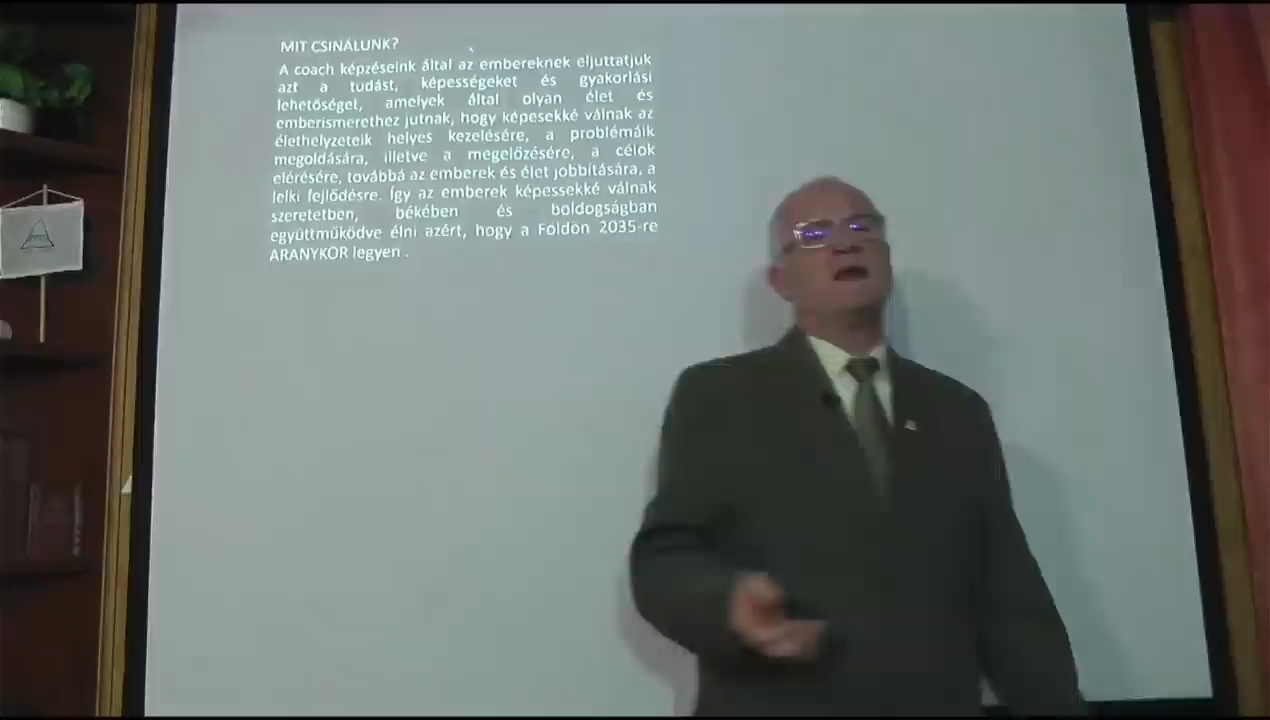 MIT CSINÁLUNK?
A coach képzéseink által az embereknek eljuttatjuk
azt a tudást, képességeket és gyakorlási
lehetőséget, amelyek által olyan élet és
emberismerethez jutnak, hogy képesekké válnak az
élethelyzeteik helyes kezelésére, a problémáik
megoldására, illetve a megelőzésére, a célok
elérésére, továbbá az emberek és élet jobbítására, a
lelki fejlődésre. Így az emberek képessekké válnak
szeretetben, békében és boldogságban
együttműködve élni azért, hogy a Földön 2035-re
ARANYKOR legyen .